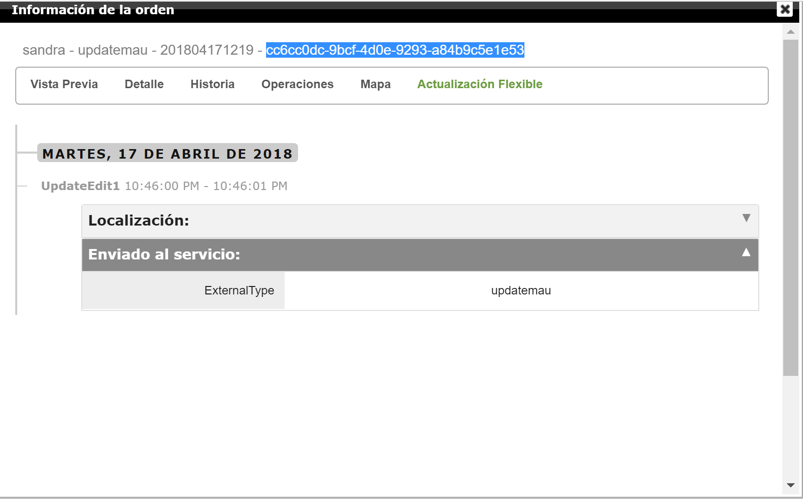 Información de la orden
sandra - updatemau - 201804171219 - cc6cc0dc-9bcf-4d0e-9293-a84b9c5e1e53
Vista Previa Detalle Historia Operaciones Mapa Actualización Flexible
MARTES, 17 DE ABRIL DE 2018
UpdateEdit1 10:46:00 PM - 10:46:01 PM
Localización:
Enviado al servicio:
ExternalType updatemau